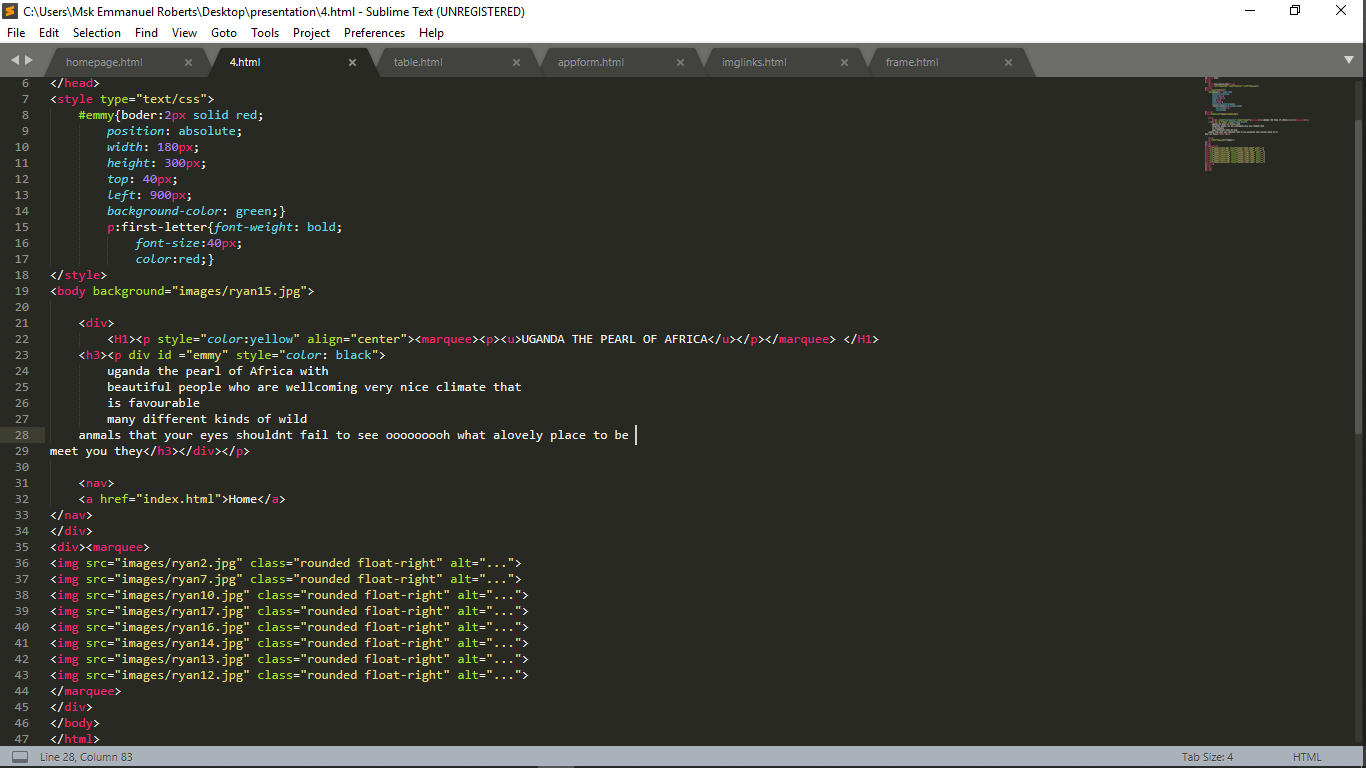 C:\Users\Msk Emmanuel Roberts\Desktop\presentation\4.html - Sublime Text (UNREGISTERED)
File Edit Selection Find View Goto Tools Project Preferences Help
homepage.html 4.html table.html appform.html imglinks.html frame.html
6 </head>
7 <style type="text/css">
8 #emmy{boder:2px solid red;
9 position: absolute;
10 width: 180px;
11 height: 300px;
12 top: 40px;
13 left: 900px;
14 background-color: green;}
15 p:first-letter{font-weight: bold;
16 font-size:40px;
17 color:red;}
18 </style>
19 <body background="images/ryan15.jpg">
20
21 <div>
22 <H1><p style="color:yellow" align="center"><marquee><p><u>UGANDA THE PEARL OF AFRICA</u></p></marquee> </H1>
23 <h3><p div id ="emmy" style="color: black">
24 uganda the pearl of Africa with
25 beautiful people who are wellcoming very nice climate that
26 is favourable
27 many different kinds of wild
28 anmals that your eyes shouldnt fail to see ooooooooh what alovely place to be
29 meet you they</h3></div></p>
30
31 <nav>
32 <a href="index.html">Home</a>
33 </nav>
34 </div>
35 <div><marquee>
36 <img src="images/ryan2.jpg" class="rounded float-right" alt="...">
37 <img src="images/ryan7.jpg" class="rounded float-right" alt="...">
38 <img src="images/ryan10.jpg" class="rounded float-right" alt="...">
39 <img src="images/ryan17.jpg" class="rounded float-right" alt="...">
40 <img src="images/ryan16.jpg" class="rounded float-right" alt="...">
41 <img src="images/ryan14.jpg" class="rounded float-right" alt="...">
42 <img src="images/ryan13.jpg" class="rounded float-right" alt="...">
43 <img src="images/ryan12.jpg" class="rounded float-right" alt="...">
44 </marquee>
45 </div>
46 </body>
47 </html>
Line 28, Column 83 Tab Size: 4 HTML